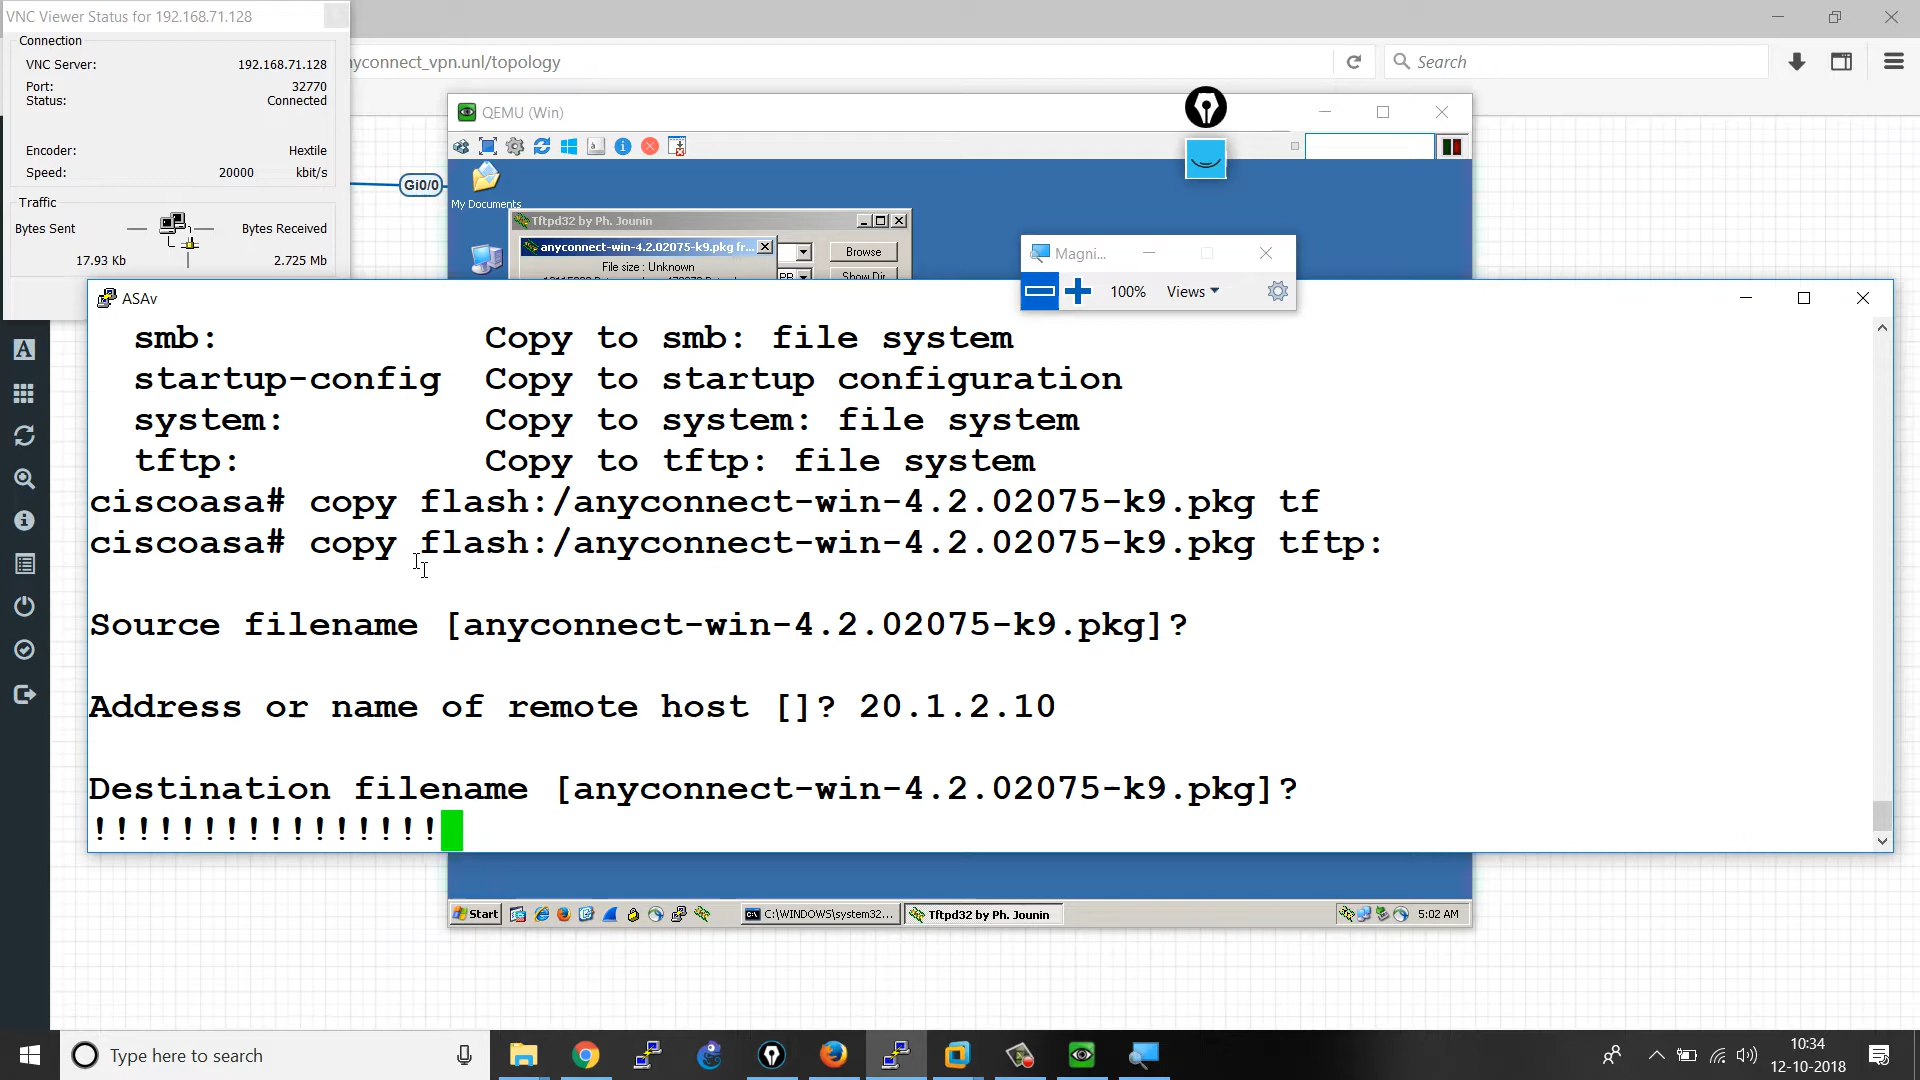 VNC Viewer Status for 192.168.71.128
Connection
VNC Server: 192.168.71.128
Port: 32770
Status: Connected
Encoder: Hextile
Speed: 20000 kbit/s
Traffic
Bytes Sent Bytes Received
17.93 Kb 2.725 Mb
yconnect_vpn.unl/topology
Search
Gi0/0
QEMU (Win)
My Documents
Tftpd32 by Ph. Jounin
anyconnect-win-4.2.02075-k9.pkg fr...
File size : Unknown
Browse
Show Dir
Magni...
100% Views
ASAv
smb: Copy to smb: file system
startup-config Copy to startup configuration
system: Copy to system: file system
tftp: Copy to tftp: file system
ciscoasa# copy flash:/anyconnect-win-4.2.02075-k9.pkg tf
ciscoasa# copy flash:/anyconnect-win-4.2.02075-k9.pkg tftp:
Source filename [anyconnect-win-4.2.02075-k9.pkg]?
Address or name of remote host []? 20.1.2.10
Destination filename [anyconnect-win-4.2.02075-k9.pkg]?
!!!!!!!!!!!!!!!!
Start
C:\WINDOWS\system32...
Tftpd32 by Ph. Jounin
5:02 AM
Type here to search
10:34
12-10-2018